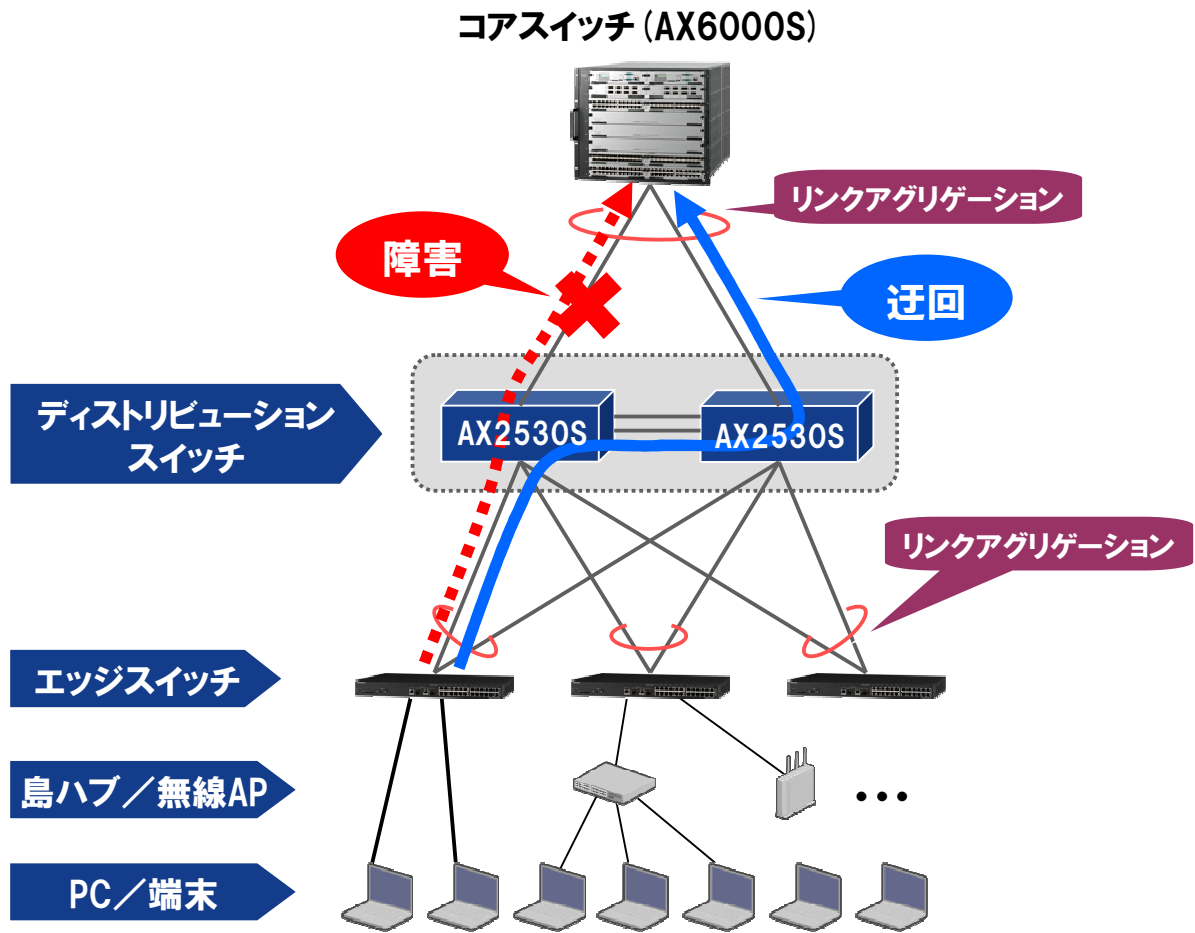 コアスイッチ(AX6000S)
リンクアグリゲーション
障害
迂回
ディストリビューション
スイッチ
AX2530S
AX2530S
リンクアグリゲーション
エッジスイッチ
島ハブ／無線AP
•••
PC／端末